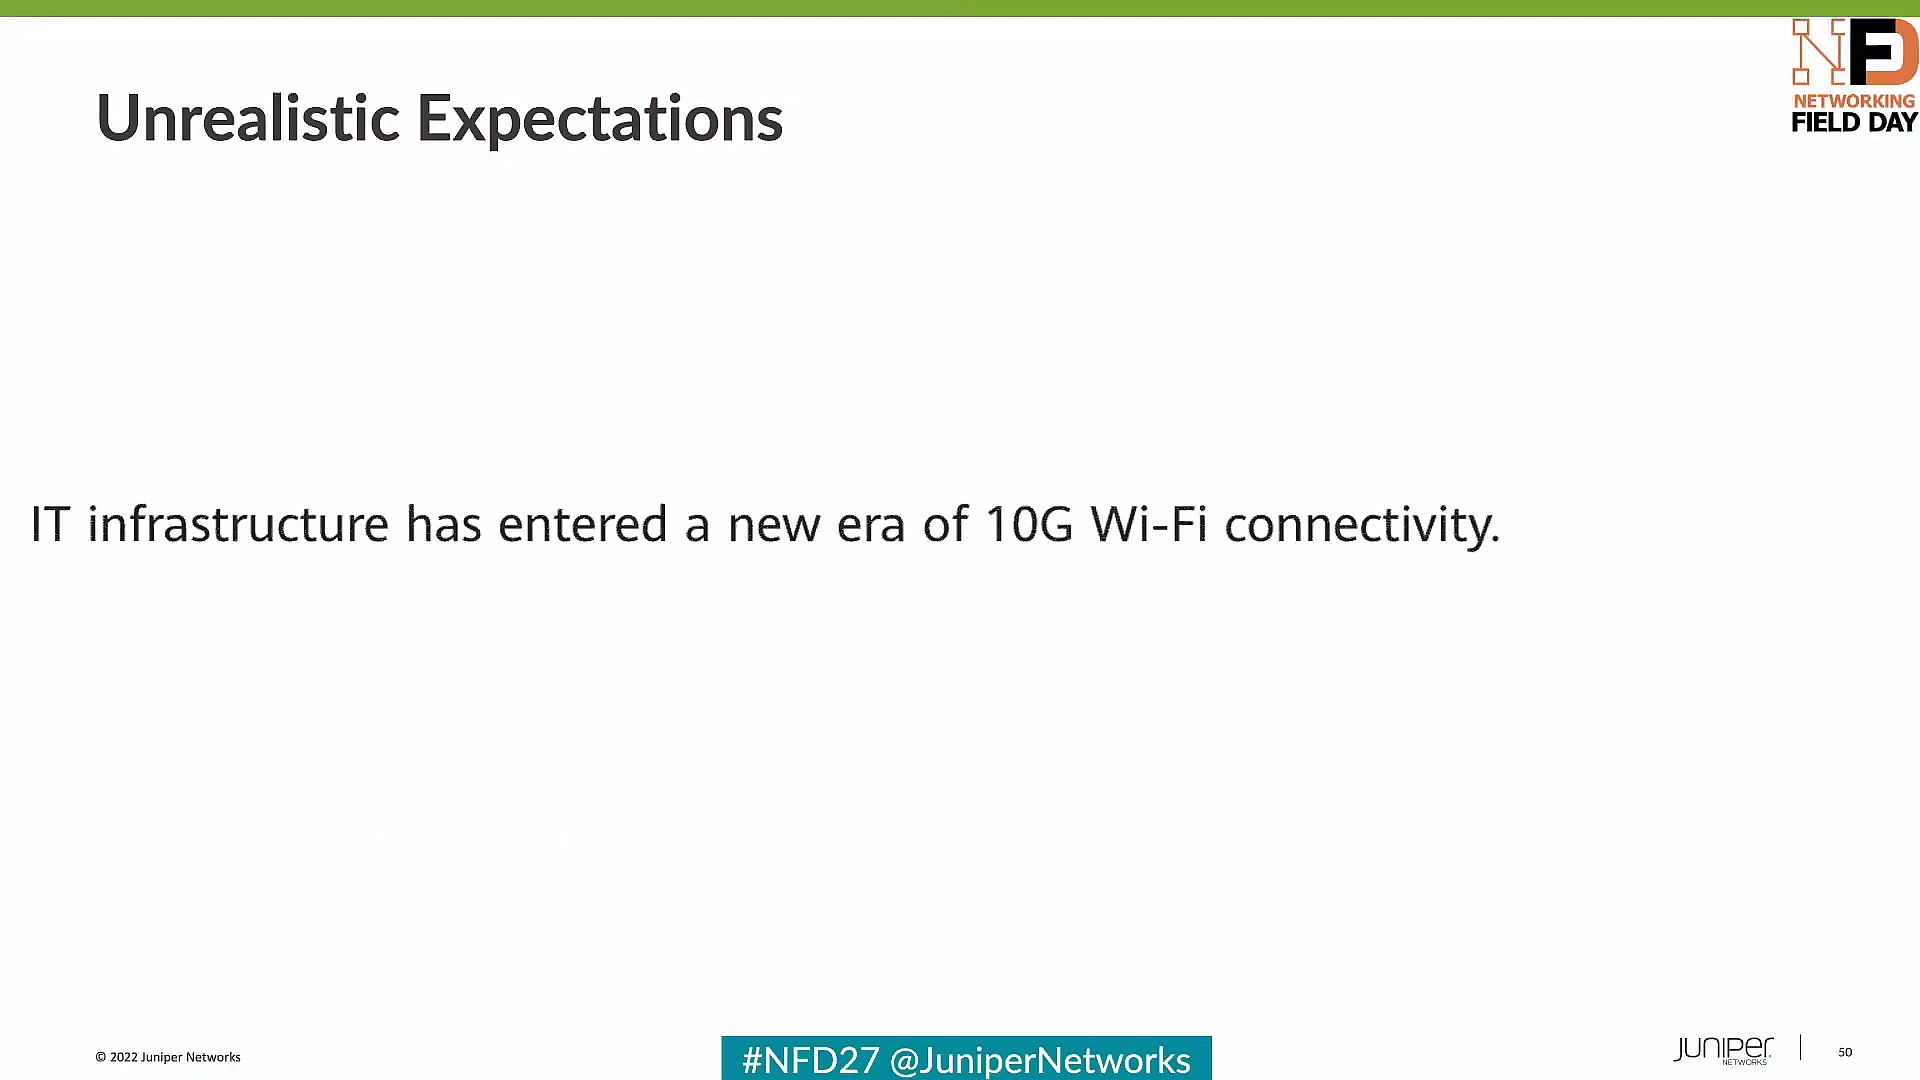 NFD
NETWORKING
FIELD DAY
Unrealistic Expectations
IT infrastructure has entered a new era of 10G Wi-Fi connectivity.
© 2022 Juniper Networks
#NFD27 @JuniperNetworks
JUNIPER
NETWORKS
50